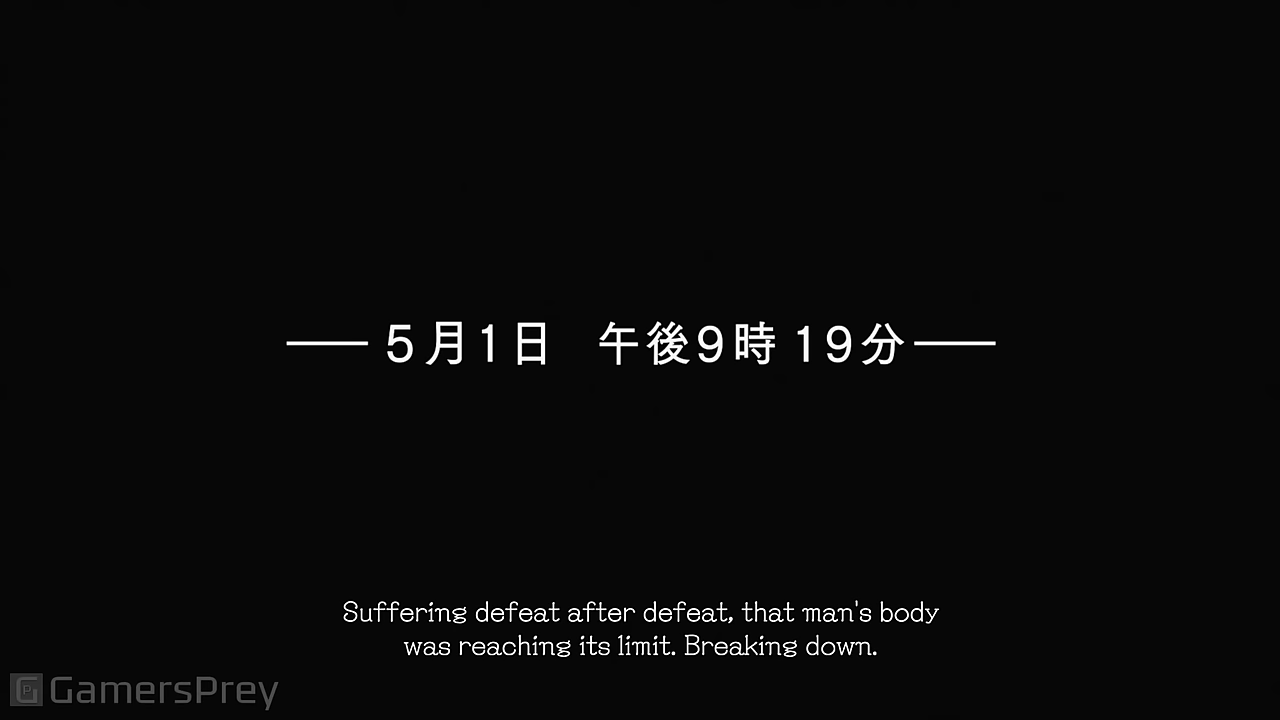 ── 5月1日 午後9時 19分──
Suffering defeat after defeat, that man's body
was reaching its limit. Breaking down.
GamersPrey